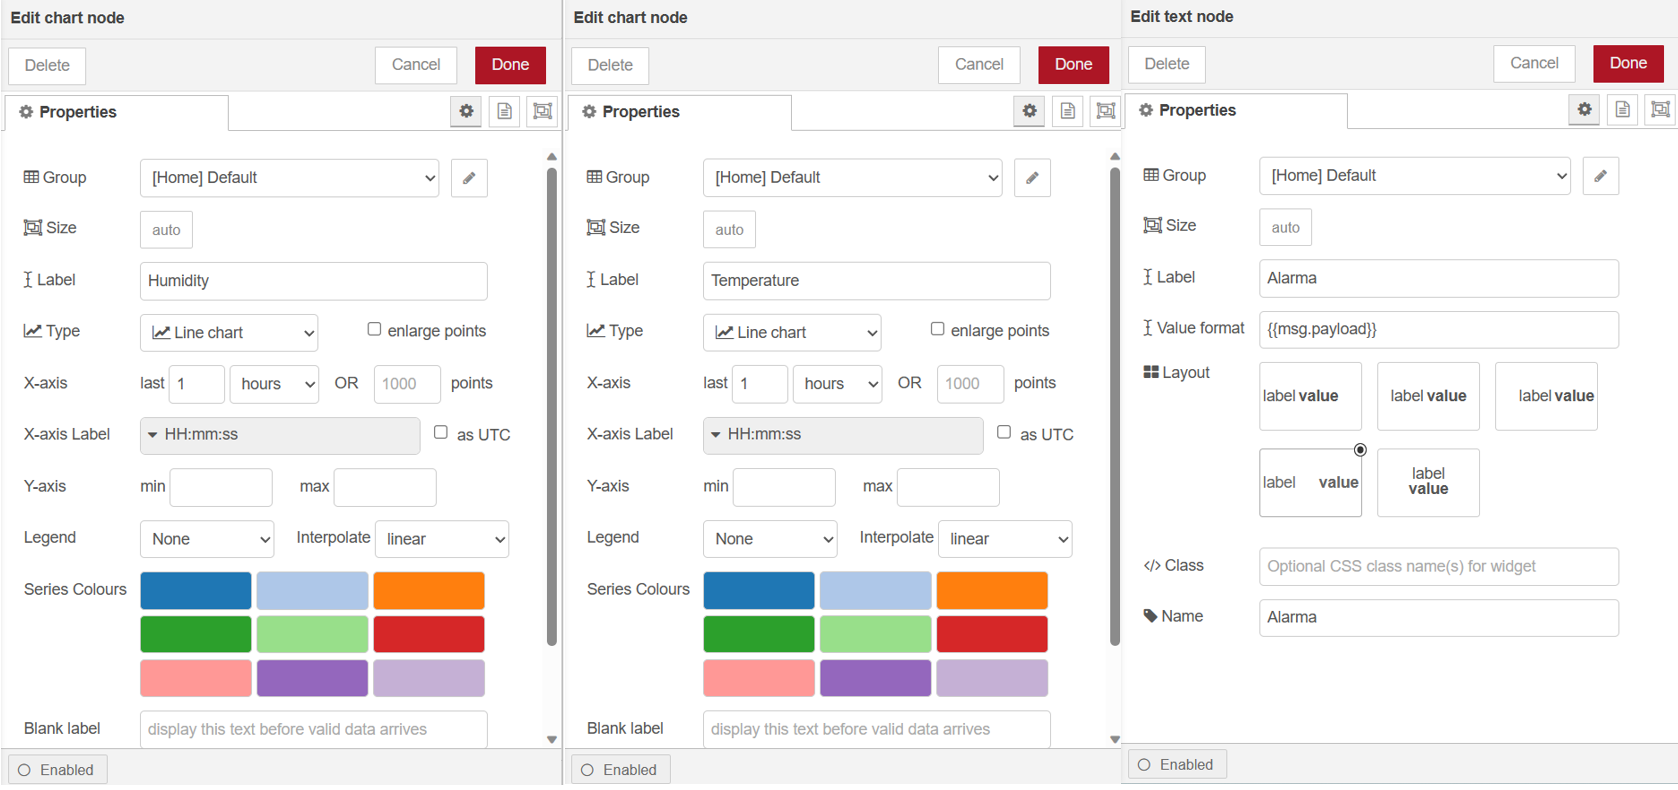 Edit chart node
Delete Cancel Done
Properties
Group [Home] Default
Size auto
Label Humidity
Type Line chart enlarge points
X-axis last 1 hours OR 1000 points
X-axis Label HH:mm:ss as UTC
Y-axis min max
Legend None Interpolate linear
Series Colours
Blank label display this text before valid data arrives
Enabled
Edit chart node
Delete Cancel Done
Properties
Group [Home] Default
Size auto
Label Temperature
Type Line chart enlarge points
X-axis last 1 hours OR 1000 points
X-axis Label HH:mm:ss as UTC
Y-axis min max
Legend None Interpolate linear
Series Colours
Blank label display this text before valid data arrives
Enabled
Edit text node
Delete Cancel Done
Properties
Group [Home] Default
Size auto
Label Alarma
Value format {{msg.payload}}
Layout label value label value label value
label value label
value
Class Optional CSS class name(s) for widget
Name Alarma
Enabled